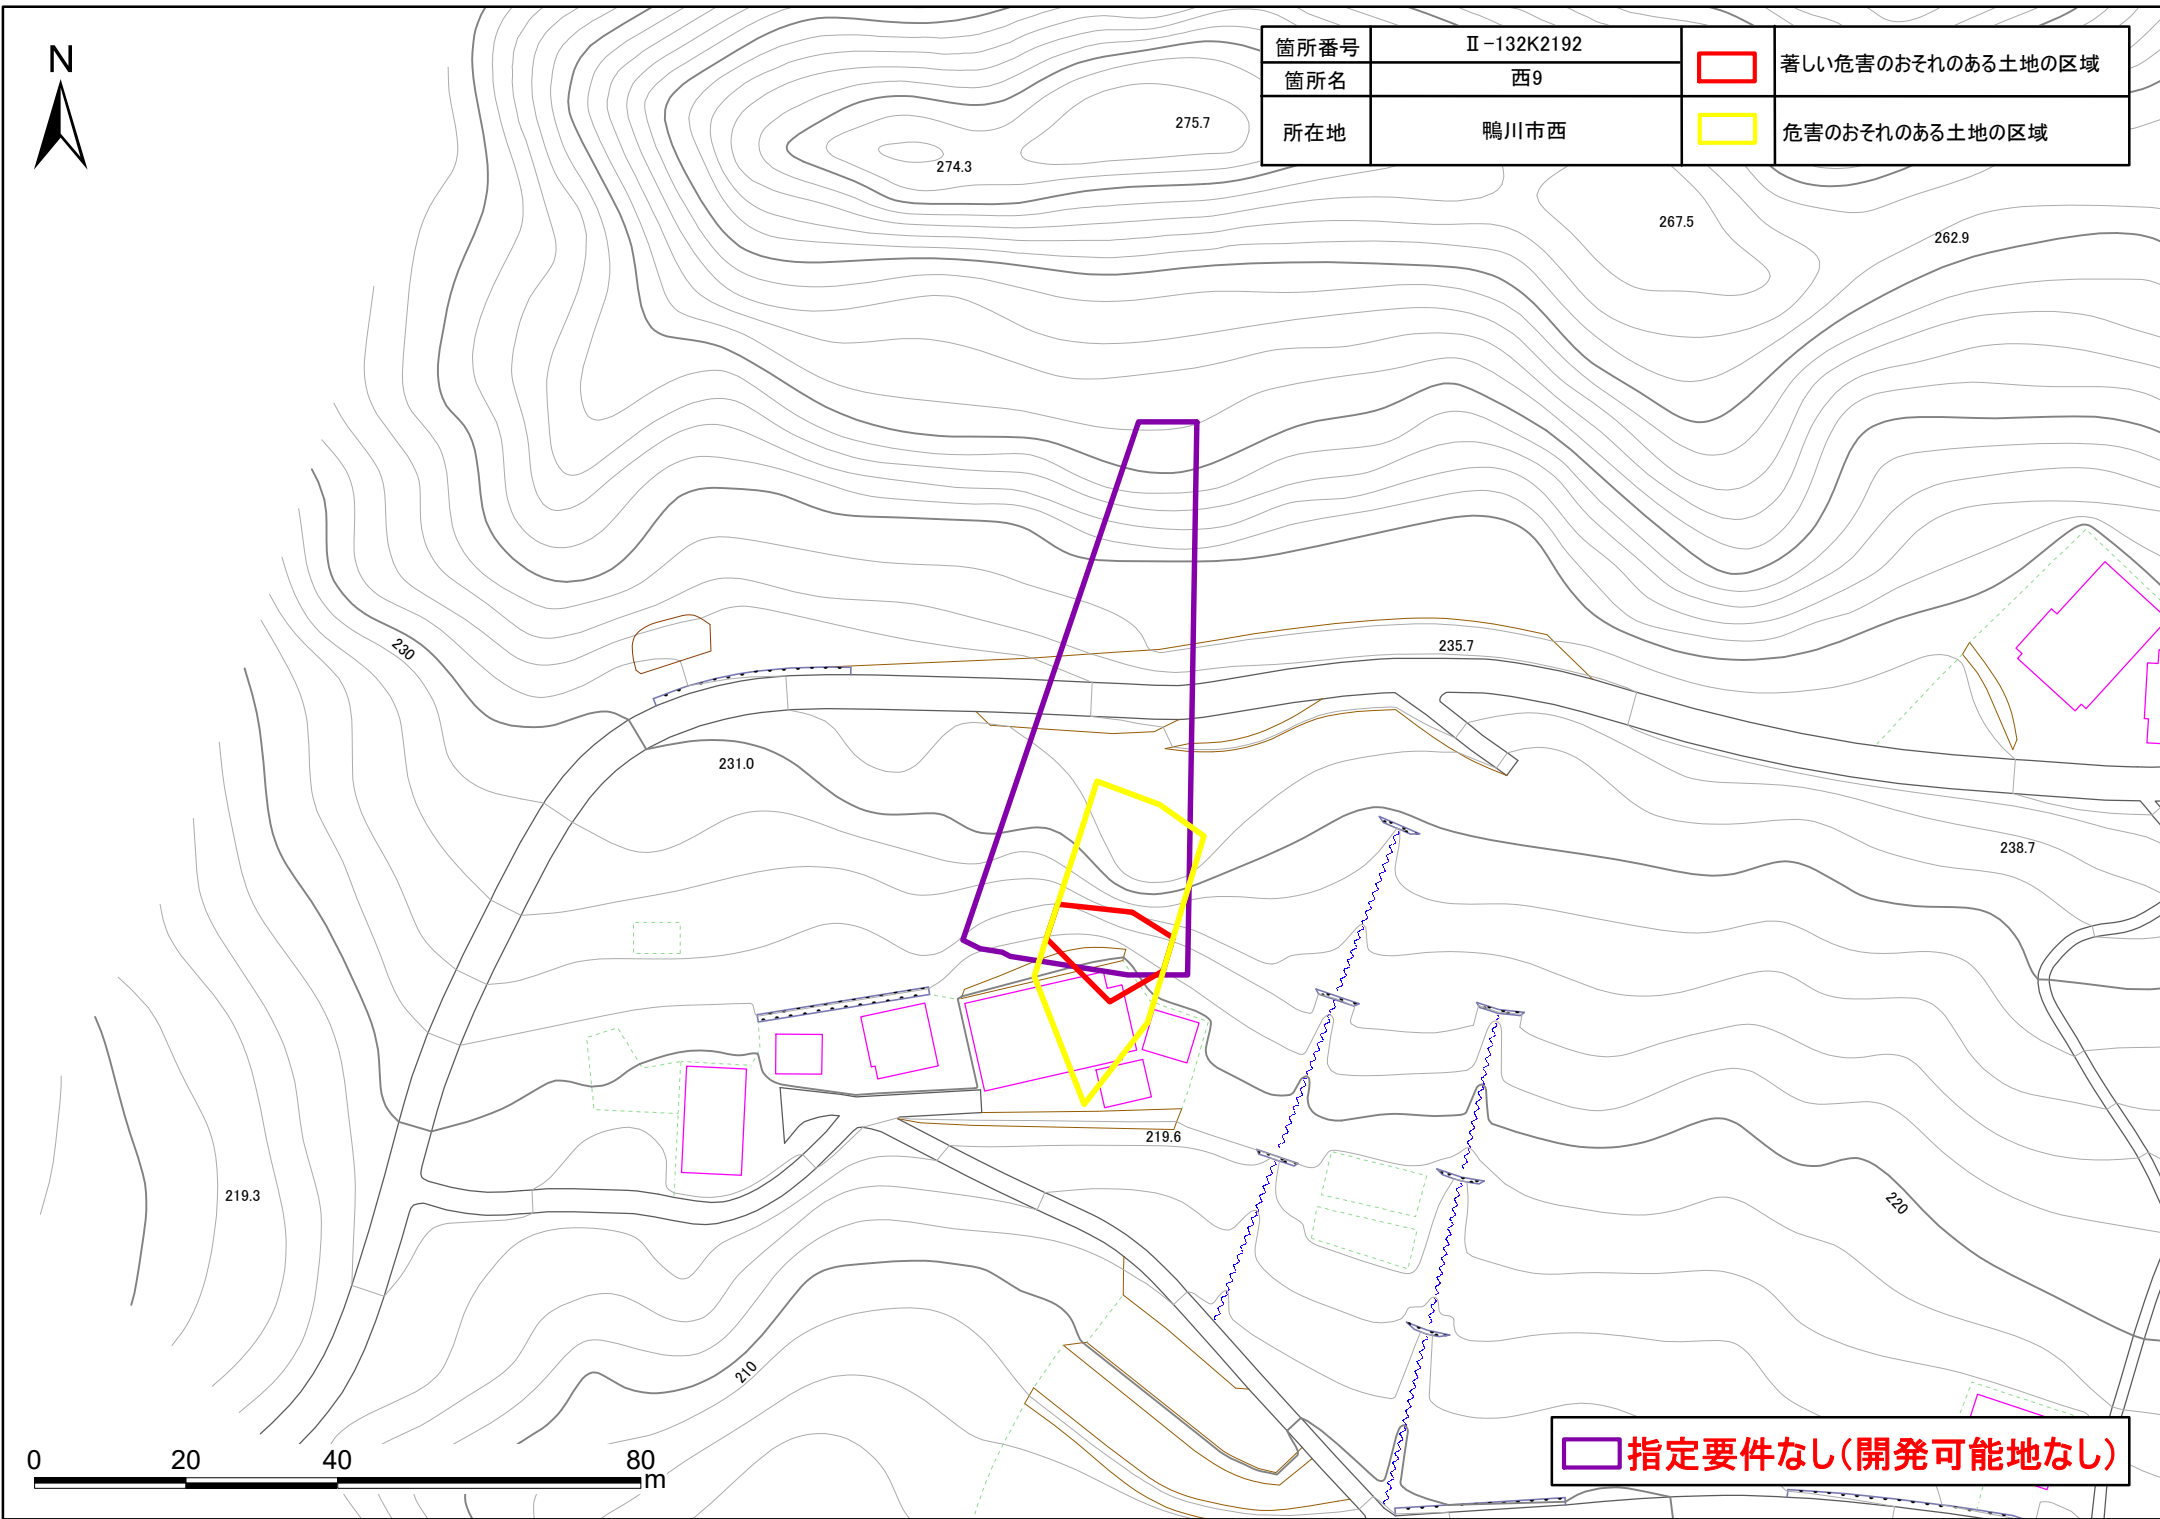 N
箇所番号 Ⅱ-132K2192 著しい危害のおそれのある土地の区域
箇所名 西9
所在地 鴨川市西 危害のおそれのある土地の区域
275.7
274.3
267.5
262.9
230
235.7
231.0
238.7
219.6
219.3
220
210
0 20 40 80
m
指定要件なし(開発可能地なし)